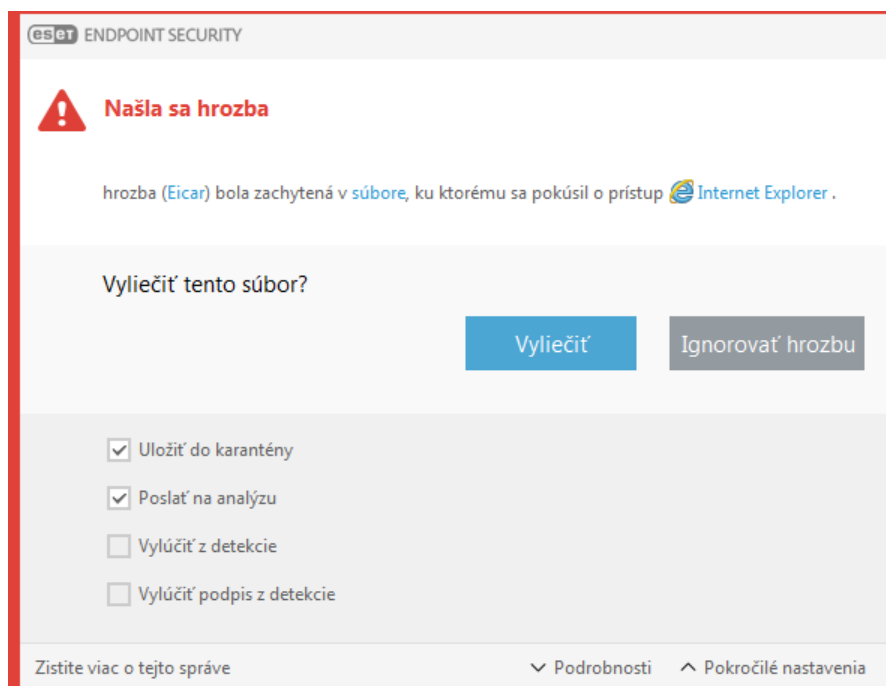 eset ENDPOINT SECURITY
Našla sa hrozba
hrozba (Eicar) bola zachytená v súbore, ku ktorému sa pokúsil o prístup Internet Explorer .
Vyliečiť tento súbor?
Vyliečiť
Ignorovať hrozbu
Uložiť do karantény
Poslať na analýzu
Vylúčiť z detekcie
Vylúčiť podpis z detekcie
Zistite viac o tejto správe
Podrobnosti
Pokročilé nastavenia